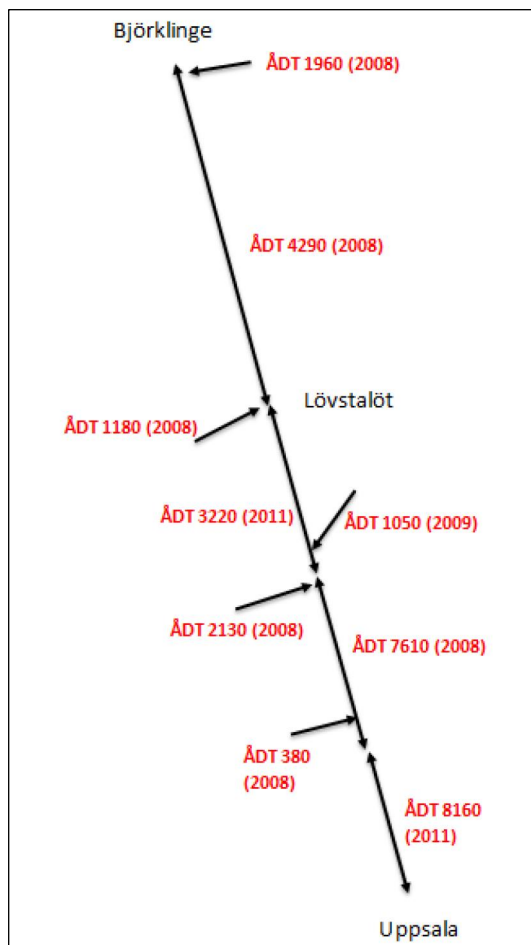 Björklinge
ÅDT 1960 (2008)
ÅDT 4290 (2008)
Lövstalöt
ÅDT 1180 (2008)
ÅDT 3220 (2011)
ÅDT 1050 (2009)
ÅDT 2130 (2008)
ÅDT 7610 (2008)
ÅDT 380
(2008)
ÅDT 8160
(2011)
Uppsala